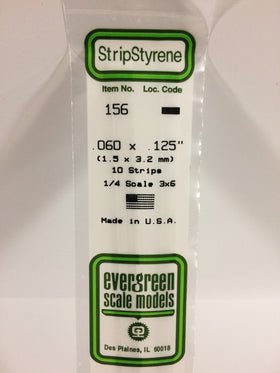 StripStyrene
Item No. Loc. Code
156
.060 x .125"
(1.5 x 3.2 mm)
10 Strips
1/4 Scale 3x6
Made in U.S.A.
evergreen
scale models
Des Plaines, IL 60018